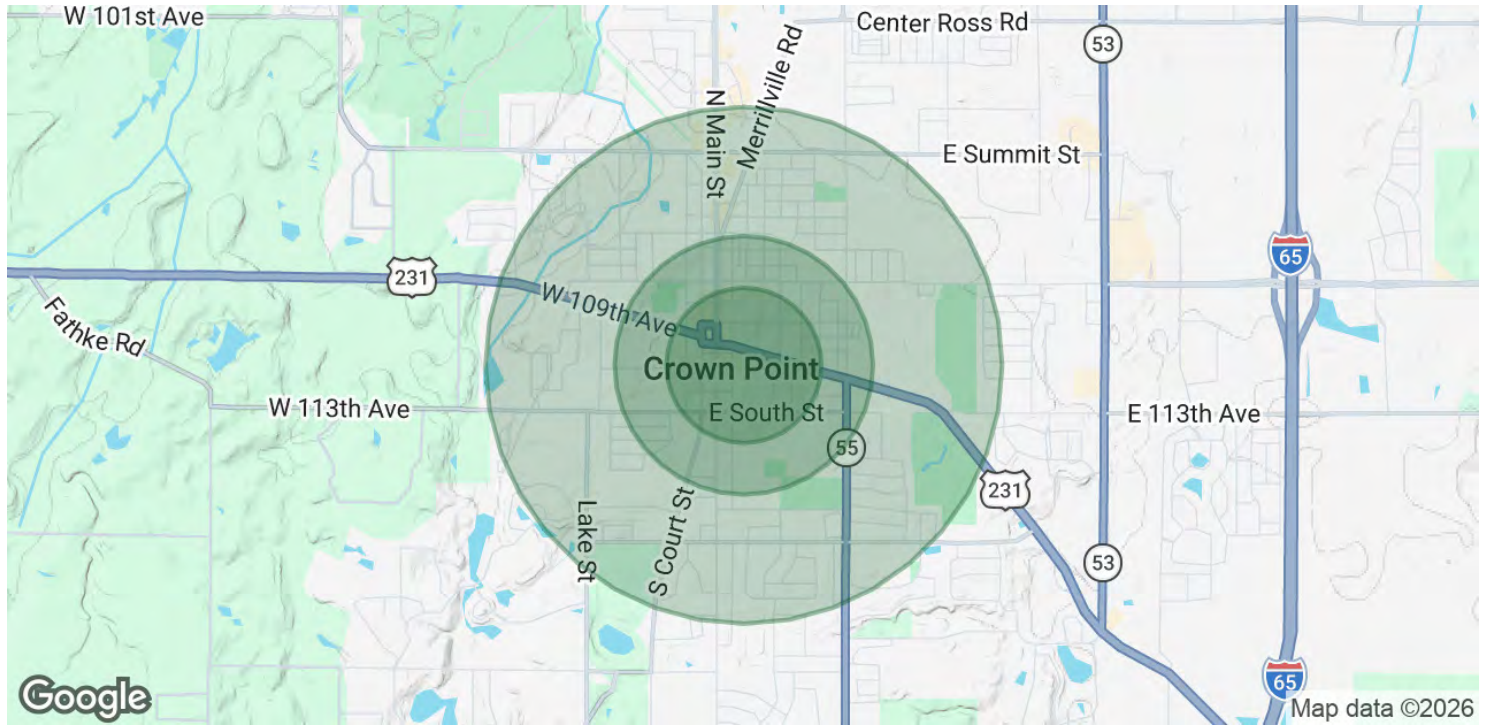 W 101st Ave
Center Ross Rd
53
N Main St
Merrillville Rd
E Summit St
65
231
W 109th Ave
Fathke Rd
Crown Point
W 113th Ave
E South St
E 113th Ave
55
231
Lake St
S Court St
53
65
Google
Map data ©2026